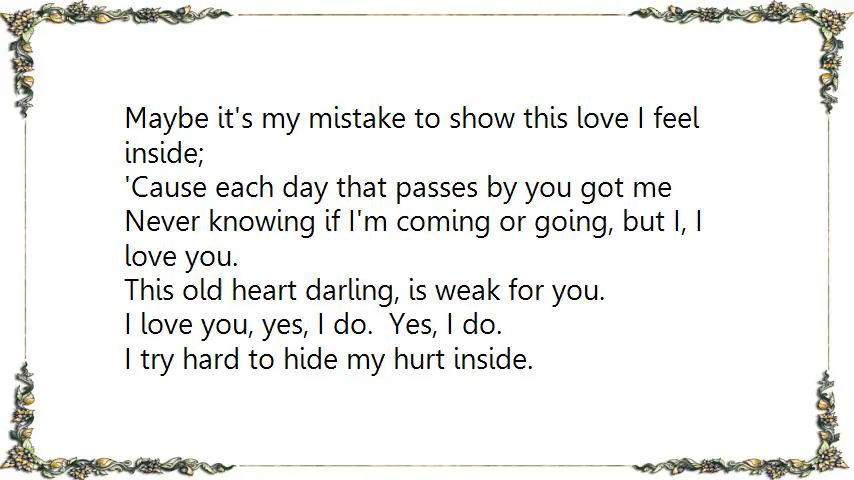 Maybe it's my mistake to show this love I feel
inside;
'Cause each day that passes by you got me
Never knowing if I'm coming or going, but I, I
love you.
This old heart darling, is weak for you.
I love you, yes, I do.  Yes, I do.
I try hard to hide my hurt inside.